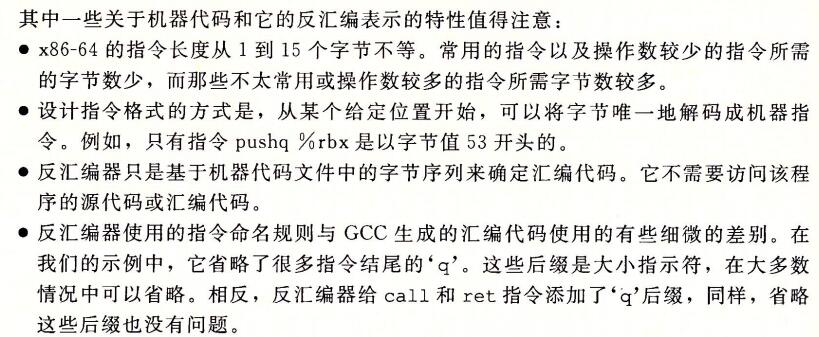 其中一些关于机器代码和它的反汇编表示的特性值得注意：
● x86-64 的指令长度从 1 到 15 个字节不等。常用的指令以及操作数较少的指令所需
的字节数少，而那些不太常用或操作数较多的指令所需字节数较多。
● 设计指令格式的方式是，从某个给定位置开始，可以将字节唯一地解码成机器指
令。例如，只有指令 pushq %rbx 是以字节值 53 开头的。
● 反汇编器只是基于机器代码文件中的字节序列来确定汇编代码。它不需要访问该程
序的源代码或汇编代码。
● 反汇编器使用的指令命名规则与 GCC 生成的汇编代码使用的有些细微的差别。在
我们的示例中，它省略了很多指令结尾的‘q’。这些后缀是大小指示符，在大多数
情况中可以省略。相反，反汇编器给 call 和 ret 指令添加了‘q’后缀，同样，省略
这些后缀也没有问题。